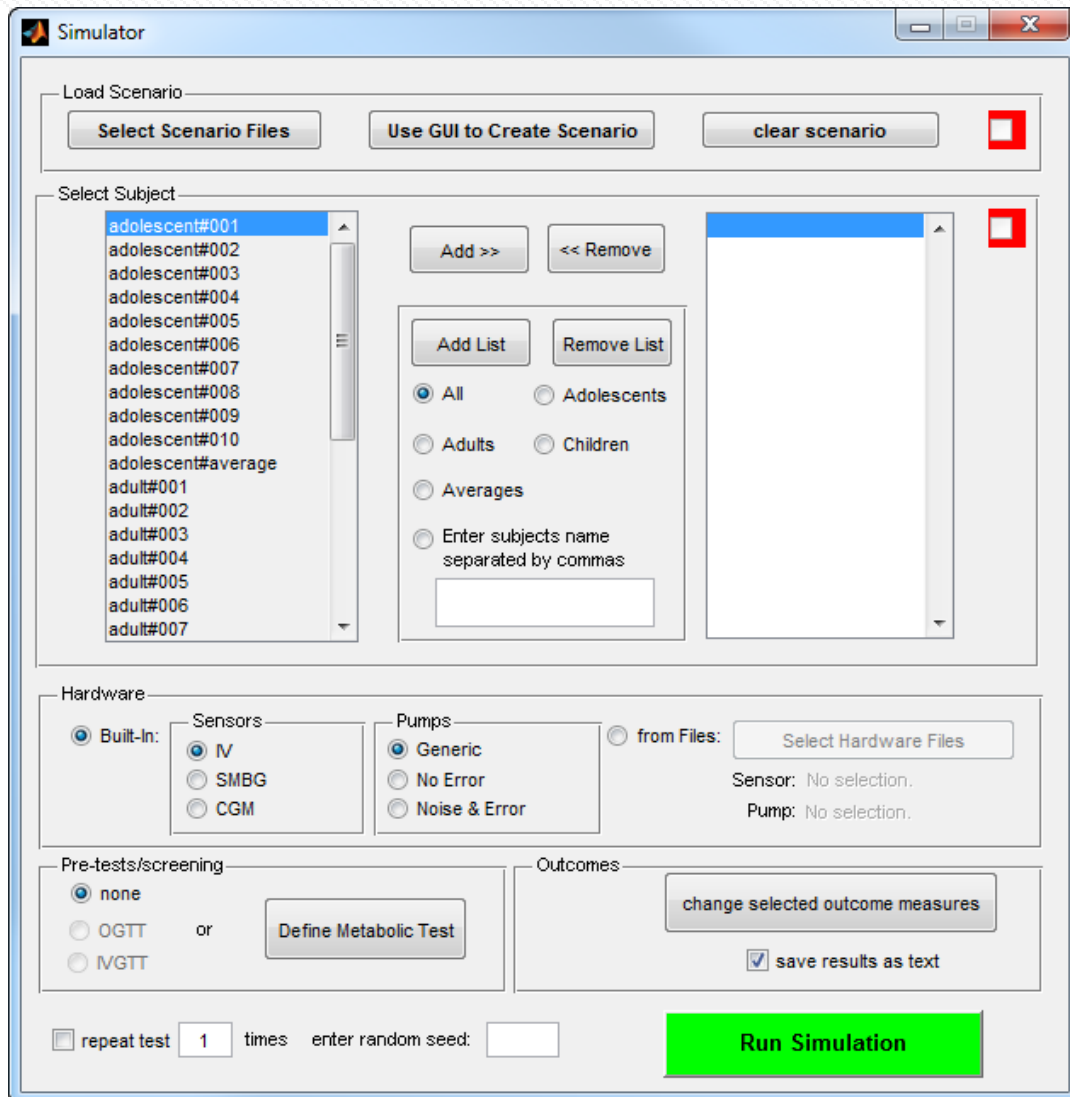 Simulator
Load Scenario
Select Scenario Files
Use GUI to Create Scenario
clear scenario
Select Subject
adolescent#001
adolescent#002
adolescent#003
adolescent#004
adolescent#005
adolescent#006
adolescent#007
adolescent#008
adolescent#009
adolescent#010
adolescent#average
adult#001
adult#002
adult#003
adult#004
adult#005
adult#006
adult#007
Add >>
<< Remove
Add List
Remove List
All
Adolescents
Adults
Children
Averages
Enter subjects name
separated by commas
Hardware
Built-In:
Sensors
IV
SMBG
CGM
Pumps
Generic
No Error
Noise & Error
from Files:
Select Hardware Files
Sensor: No selection.
Pump: No selection.
Pre-tests/screening
none
OGTT
or
IVGTT
Define Metabolic Test
Outcomes
change selected outcome measures
save results as text
repeat test 1 times enter random seed:
Run Simulation